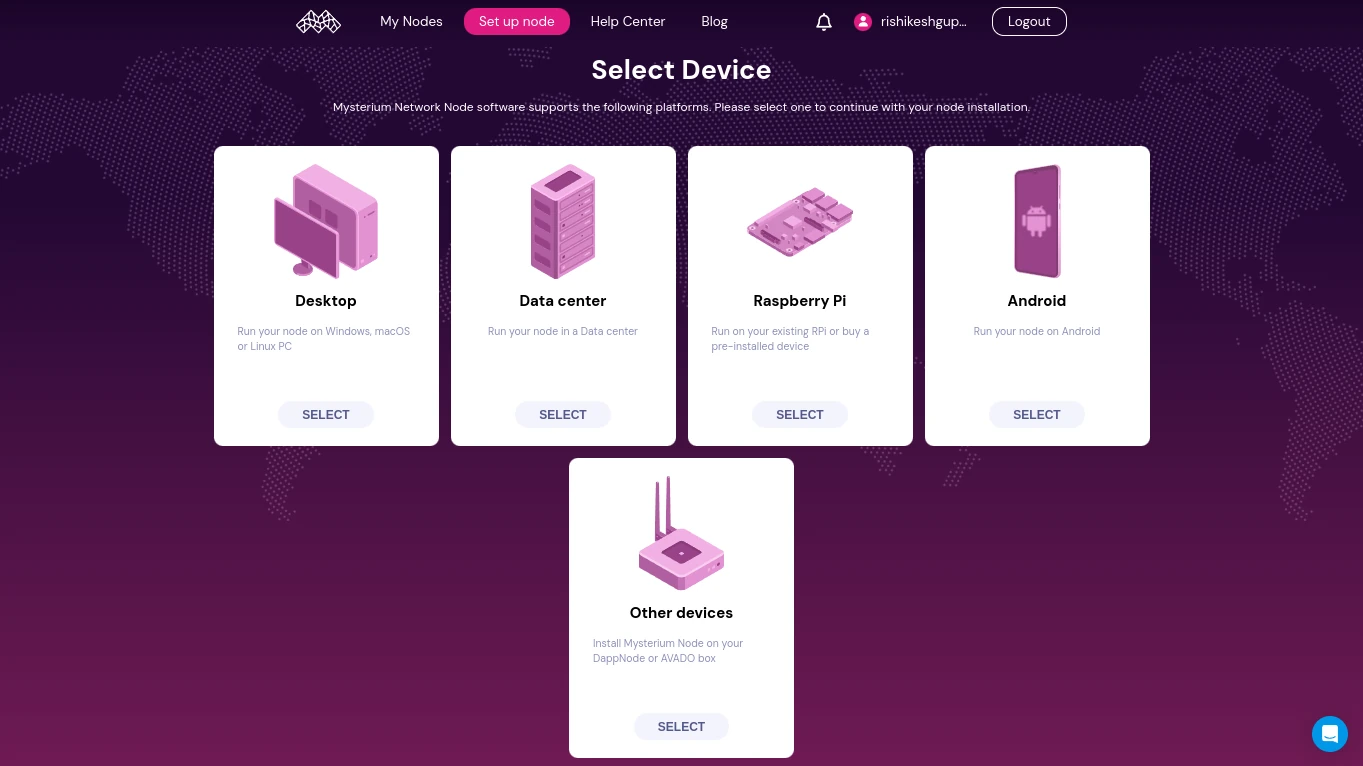 My Nodes
Set up node
Help Center
Blog
rishikeshgup...
Logout
Select Device
Mysterium Network Node software supports the following platforms. Please select one to continue with your node installation.
Desktop
Run your node on Windows, macOS
or Linux PC
SELECT
Data center
Run your node in a Data center
SELECT
Raspberry Pi
Run on your existing RPi or buy a
pre-installed device
SELECT
Android
Run your node on Android
SELECT
Other devices
Install Mysterium Node on your
DappNode or AVADO box
SELECT